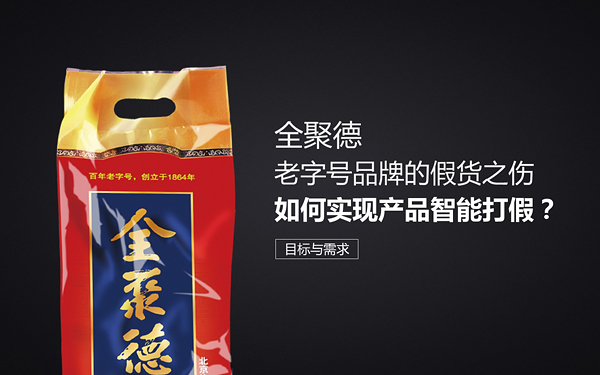 全聚德
老字号品牌的假货之伤
如何实现产品智能打假？
目标与需求
百年老字号，创立于1864年
全聚德
北京